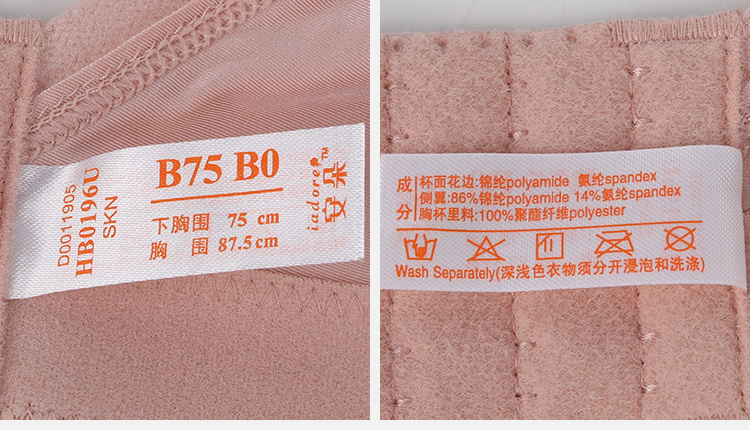 D0011905
HB0196U
SKN
B75 B0
下胸围 75 cm
胸 围 87.5cm
iadore™
安朵
成分
杯面花边:锦纶polyamide 氨纶spandex
侧翼:86%锦纶polyamide 14%氨纶spandex
胸杯里料:100%聚酯纤维polyester
Wash Separately(深浅色衣物须分开浸泡和洗涤)